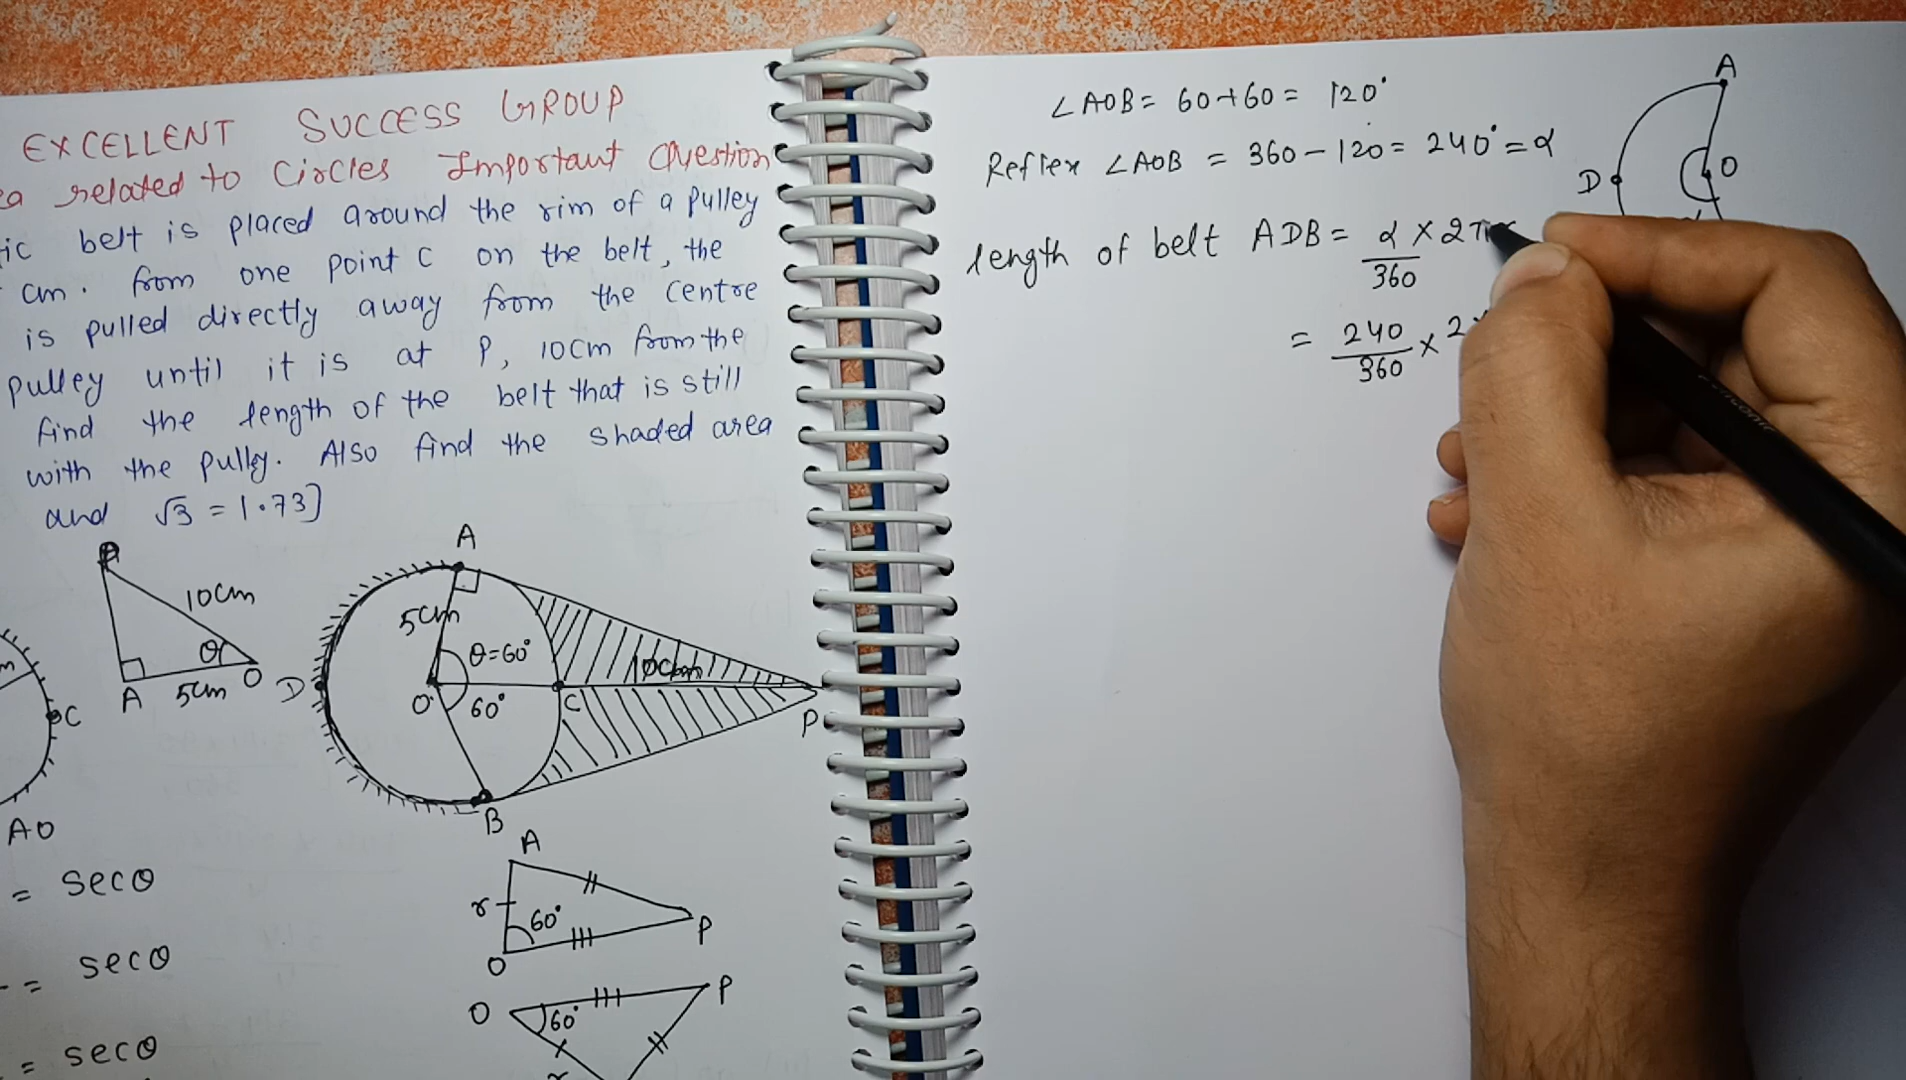 EXCELLENT SUCCESS GROUP
related to Circles Important Question
belt is placed around the rim of a pulley
cm. from one point C on the belt, the
is pulled directly away from the centre
pulley until it is at P, 10cm from the
find the length of the belt that is still
with the pully. Also find the shaded area
and √3 = 1.73]
10cm
θ
A 5cm O
C
AO
= secθ
= secθ
= secθ
A
5cm
θ=60°
10cm
D
O
60°
C
P
B
A
r
60°
O
P
O
60°
P
r
∠AOB = 60+60 = 120°
Reflex ∠AOB = 360-120 = 240° = α
length of belt ADB = α/360 × 2πr
= 240/360 × 2
A
D
O